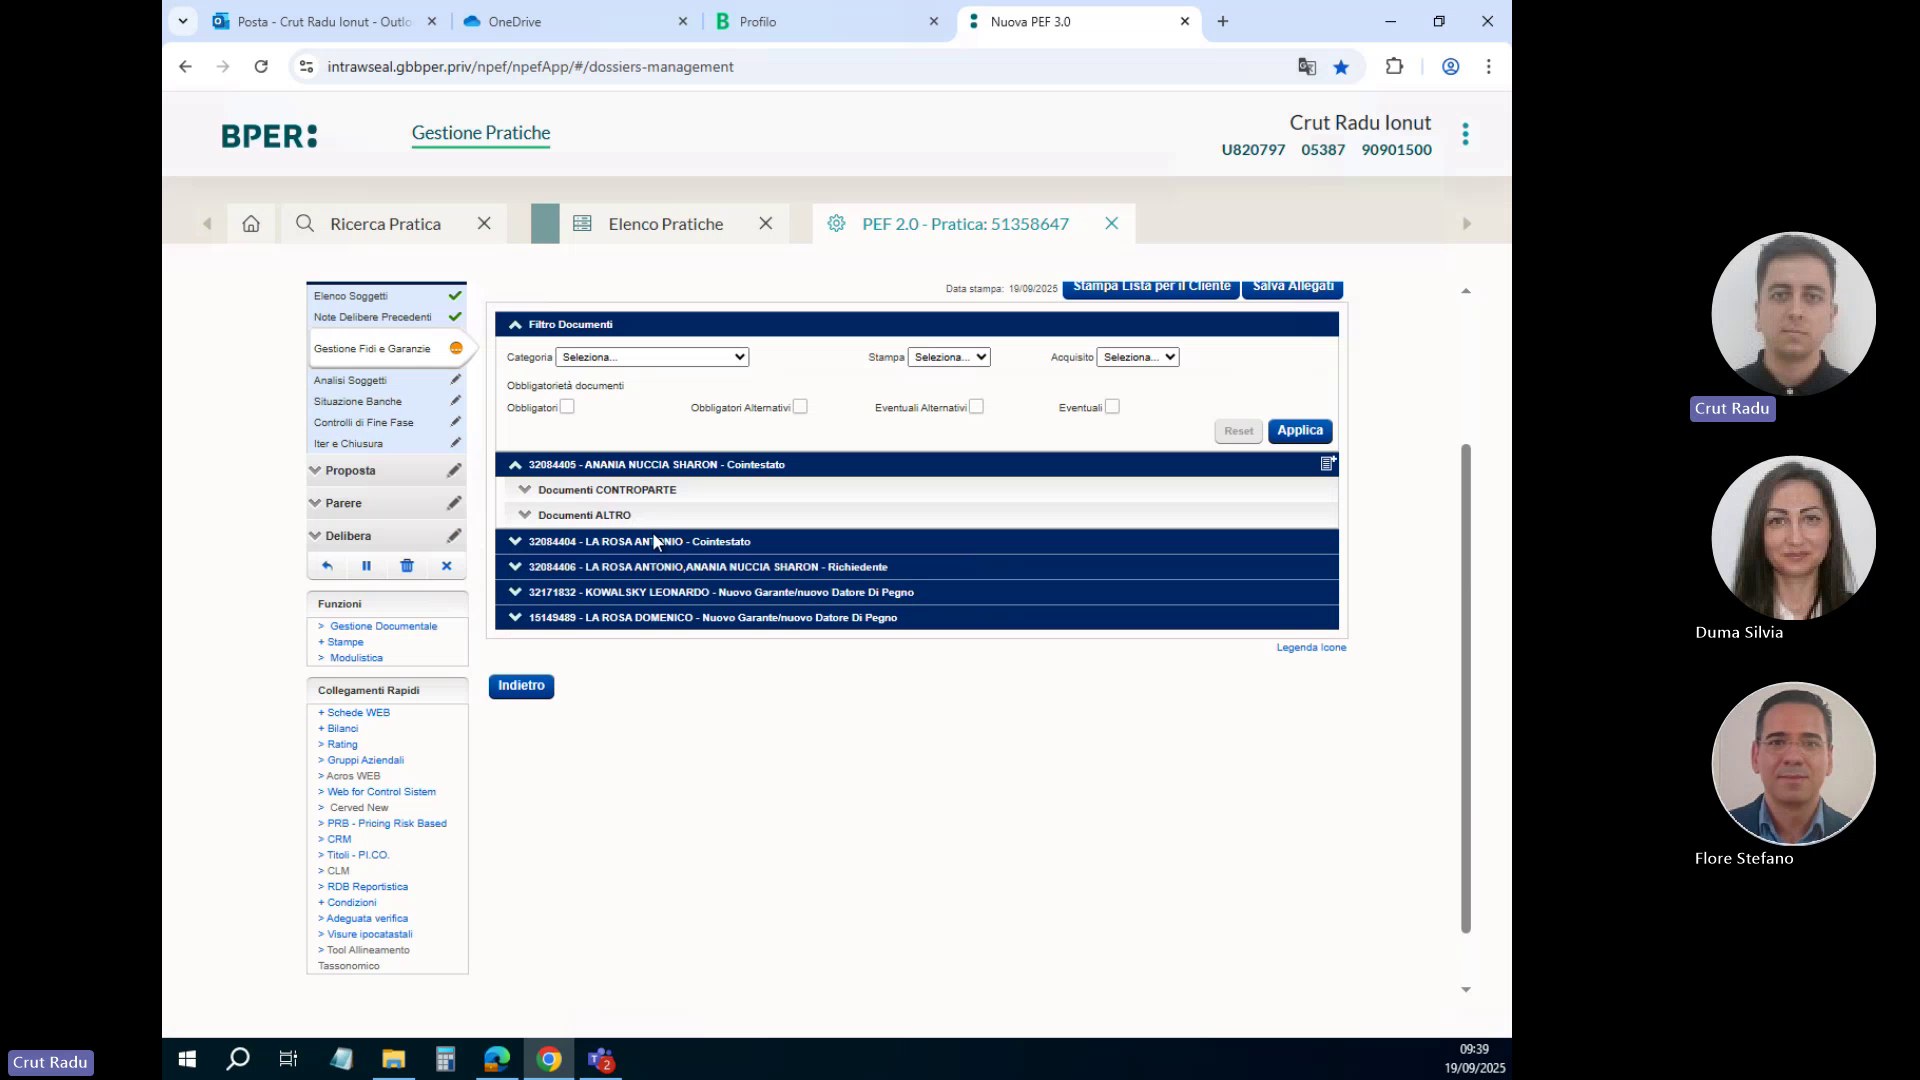 Posta - Crut Radu Ionut - Outlo
OneDrive
Profilo
Nuova PEF 3.0
intrawseal.gbbper.priv/npef/npefApp/#/dossiers-management
BPER:
Gestione Pratiche
Crut Radu Ionut
U820797 05387 90901500
Ricerca Pratica
Elenco Pratiche
PEF 2.0 - Pratica: 51358647
Elenco Soggetti
Note Delibere Precedenti
Gestione Fidi e Garanzie
Analisi Soggetti
Situazione Banche
Controlli di Fine Fase
Iter e Chiusura
Proposta
Parere
Delibera
Funzioni
> Gestione Documentale
+ Stampe
> Modulistica
Collegamenti Rapidi
+ Schede WEB
+ Bilanci
> Rating
> Gruppi Aziendali
> Acros WEB
> Web for Control Sistem
> Cerved New
> PRB - Pricing Risk Based
> CRM
> Titoli - PI.CO.
> CLM
> RDB Reportistica
+ Condizioni
> Adeguata verifica
> Visure ipocatastali
> Tool Allineamento
Tassonomico
Data stampa: 19/09/2025
Stampa Lista per il Cliente
Salva Allegati
Filtro Documenti
Categoria Seleziona...
Stampa Seleziona...
Acquisito Seleziona...
Obbligatorietà documenti
Obbligatori
Obbligatori Alternativi
Eventuali Alternativi
Eventuali
Reset
Applica
32084405 - ANANIA NUCCIA SHARON - Cointestato
Documenti CONTROPARTE
Documenti ALTRO
32084404 - LA ROSA ANTONIO - Cointestato
32084406 - LA ROSA ANTONIO,ANANIA NUCCIA SHARON - Richiedente
32171832 - KOWALSKY LEONARDO - Nuovo Garante/nuovo Datore Di Pegno
15149489 - LA ROSA DOMENICO - Nuovo Garante/nuovo Datore Di Pegno
Legenda Icone
Indietro
Crut Radu
Duma Silvia
Flore Stefano
Crut Radu
2
09:39
19/09/2025